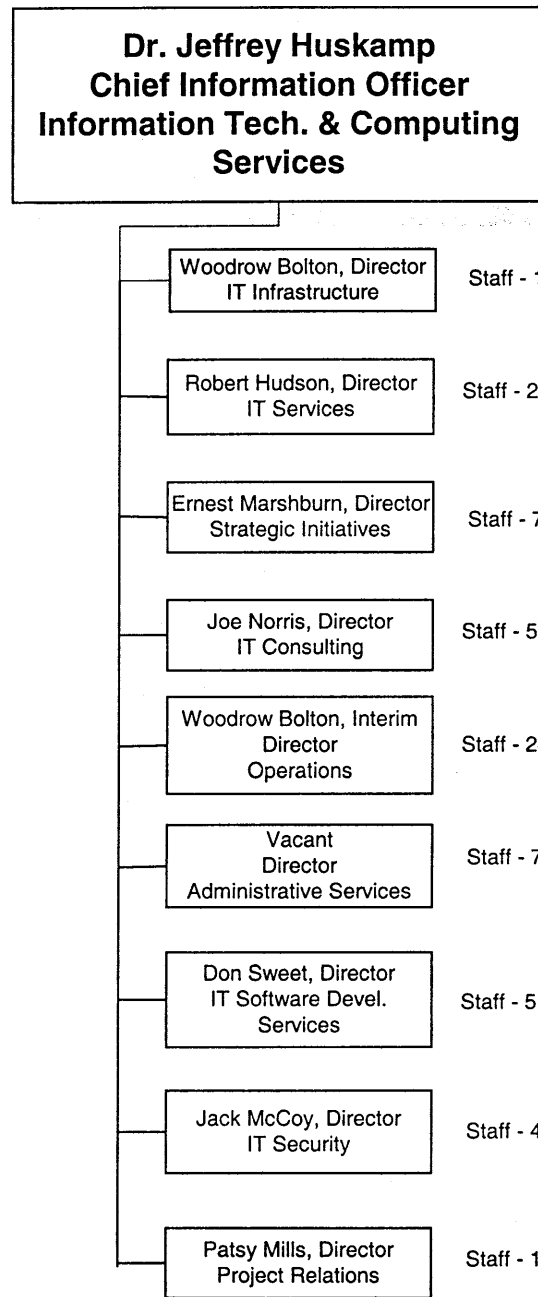 Dr. Jeffrey Huskamp
Chief Information Officer
Information Tech. & Computing
Services
Woodrow Bolton, Director
IT Infrastructure
Staff - 1
Robert Hudson, Director
IT Services
Staff - 2
Ernest Marshburn, Director
Strategic Initiatives
Staff - 7
Joe Norris, Director
IT Consulting
Staff - 5
Woodrow Bolton, Interim
Director
Operations
Staff - 2
Vacant
Director
Administrative Services
Staff - 7
Don Sweet, Director
IT Software Devel.
Services
Staff - 5
Jack McCoy, Director
IT Security
Staff - 4
Patsy Mills, Director
Project Relations
Staff - 1